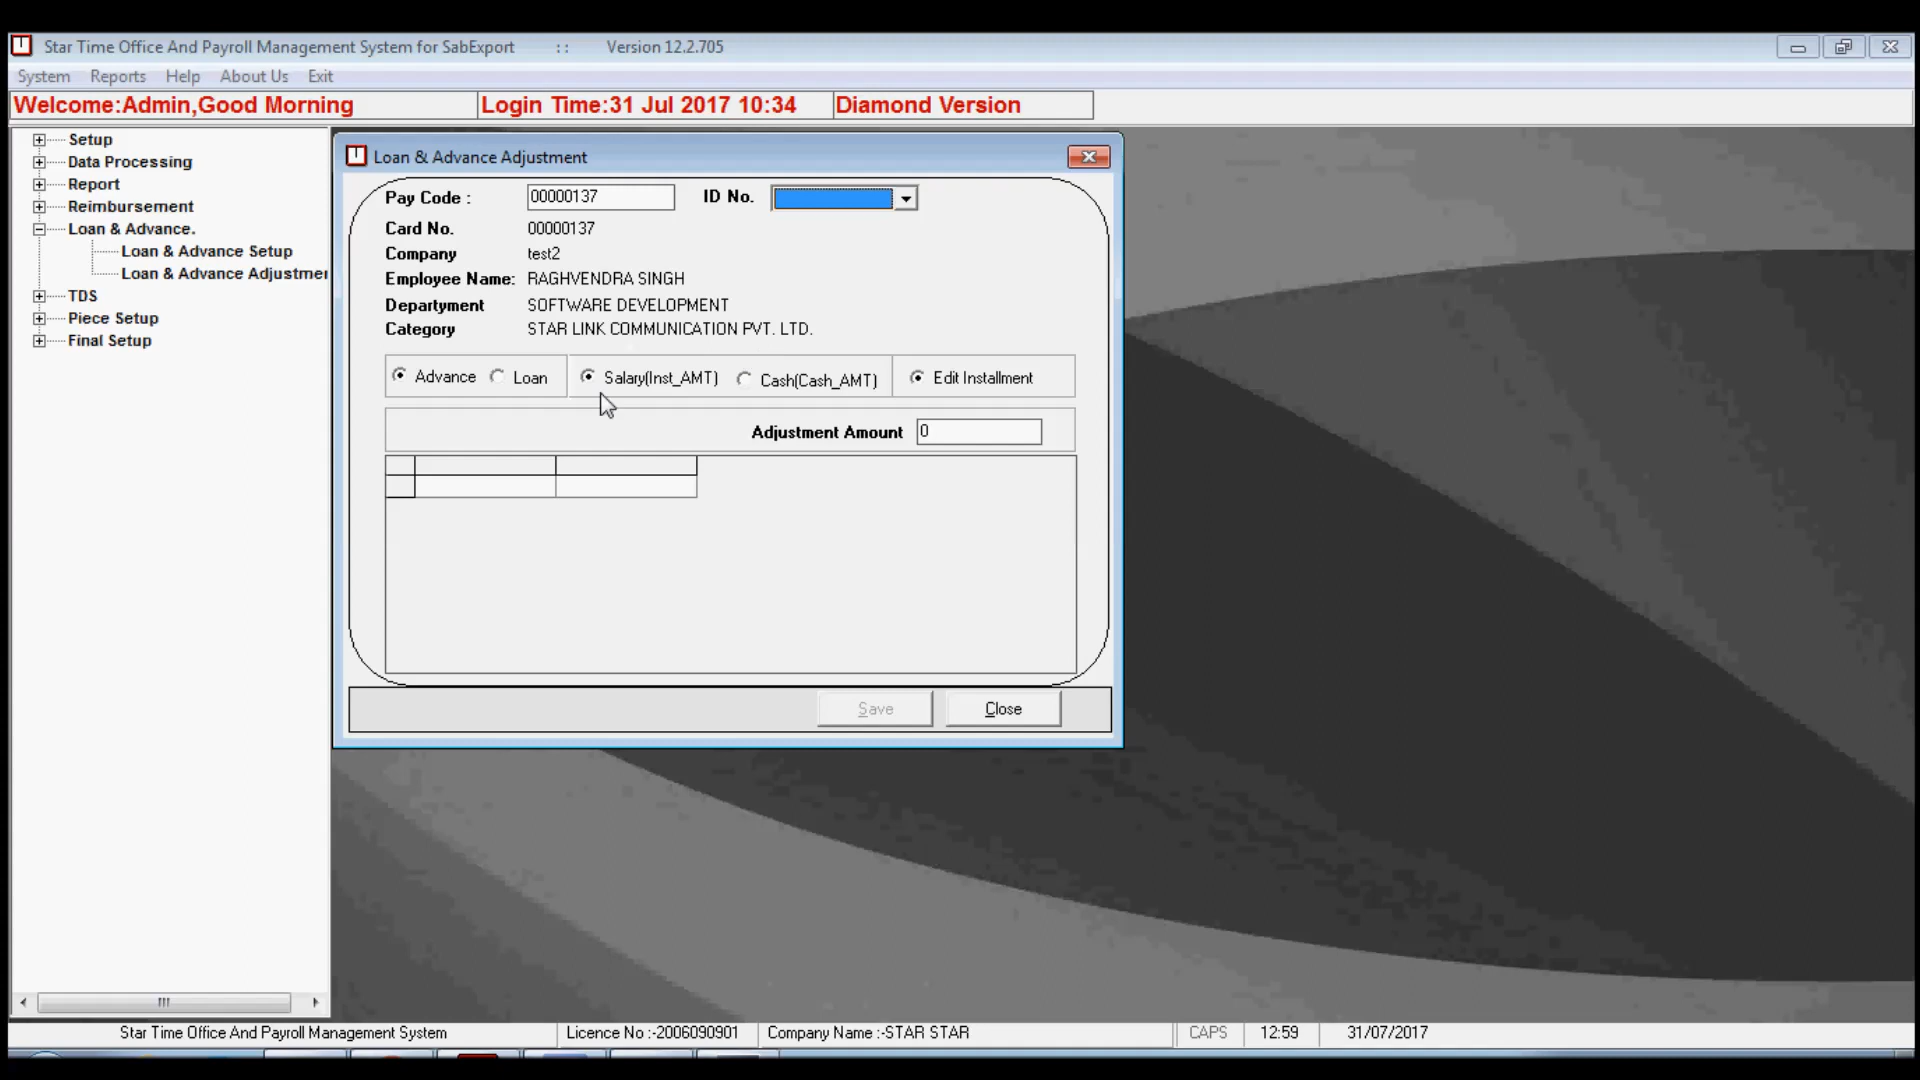 Star Time Office And Payroll Management System for SabExport :: Version 12.2.705
System Reports Help About Us Exit
Welcome:Admin,Good Morning Login Time:31 Jul 2017 10:34 Diamond Version
Setup
Data Processing
Report
Reimbursement
Loan & Advance.
Loan & Advance Setup
Loan & Advance Adjustmer
TDS
Piece Setup
Final Setup
Loan & Advance Adjustment
Pay Code : 00000137 ID No.
Card No. 00000137
Company test2
Employee Name: RAGHVENDRA SINGH
Departyment SOFTWARE DEVELOPMENT
Category STAR LINK COMMUNICATION PVT. LTD.
Advance Loan Salary(Inst_AMT) Cash(Cash_AMT) Edit Installment
Adjustment Amount 0
Save Close
Star Time Office And Payroll Management System Licence No :-2006090901 Company Name :-STAR STAR CAPS 12:59 31/07/2017